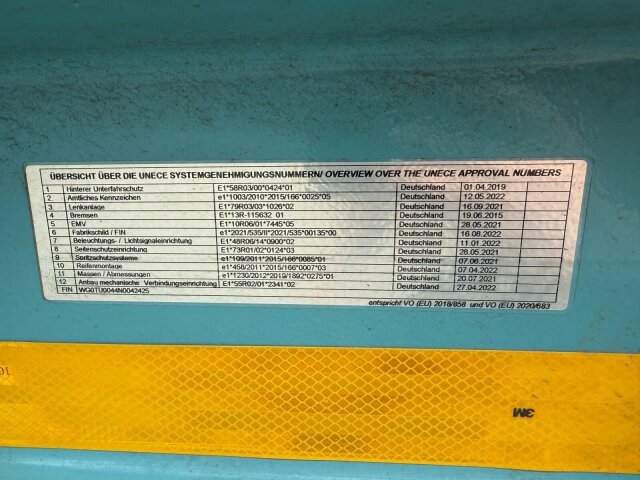 ÜBERSICHT ÜBER DIE UNECE SYSTEMGENEHMIGUNGSNUMMERN/ OVERVIEW OVER THE UNECE APPROVAL NUMBERS
1 Hinterer Unterfahrschutz E1*58R03/00*0424*01 Deutschland 01.04.2019
2 Amtliches Kennzeichen e1*1003/2010*2015/166*0025*05 Deutschland 12.05.2022
3 Lenkanlage E1*79R03/03*1026*02 Deutschland 16.09.2021
4 Bremsen E1*13R-115632 01 Deutschland 19.06.2015
5 EMV E1*10R06/01*7445*05 Deutschland 28.05.2021
6 Fabrikschild / FIN e1*2021/535/II*2021/535*00135*00 Deutschland 16.08.2022
7 Beleuchtungs- / Lichtsignaleinrichtung E1*48R06/14*0900*02 Deutschland 11.01.2022
8 Seitenschutzeinrichtung E1*73R01/02*0124*03 Deutschland 28.05.2021
9 Spritzschutzsysteme e1*109/2011*2015/166*0085*01 Deutschland 07.06.2021
10 Reifenmontage e1*458/2011*2015/166*0007*03 Deutschland 07.04.2022
11 Massen / Abmessungen e1*1230/2012*2019/1892*0275*01 Deutschland 20.07.2021
12 Anbau mechanische Verbindungseinrichtung E1*55R02/01*2341*02 Deutschland 27.04.2022
FIN WG0TU0044N0042425
entspricht VO (EU) 2018/858 und VO (EU) 2020/683
3M